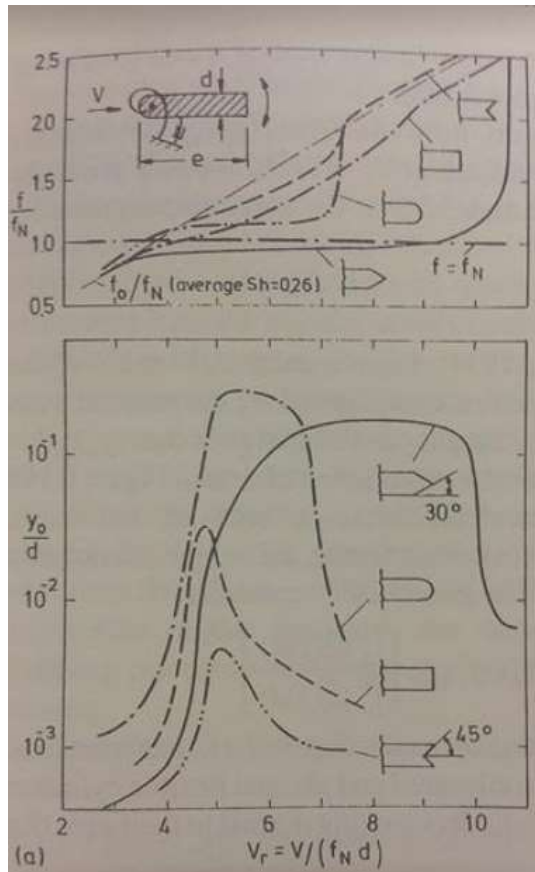 2.5
V
d
e
2.0
f
f_N
1.5
1.0
f_o/f_N (average Sh=0.26)
f = f_N
0.5
10^-1
30°
y_o
d
10^-2
45°
10^-3
2 4 6 8 10
(a) V_r = V/(f_N d)